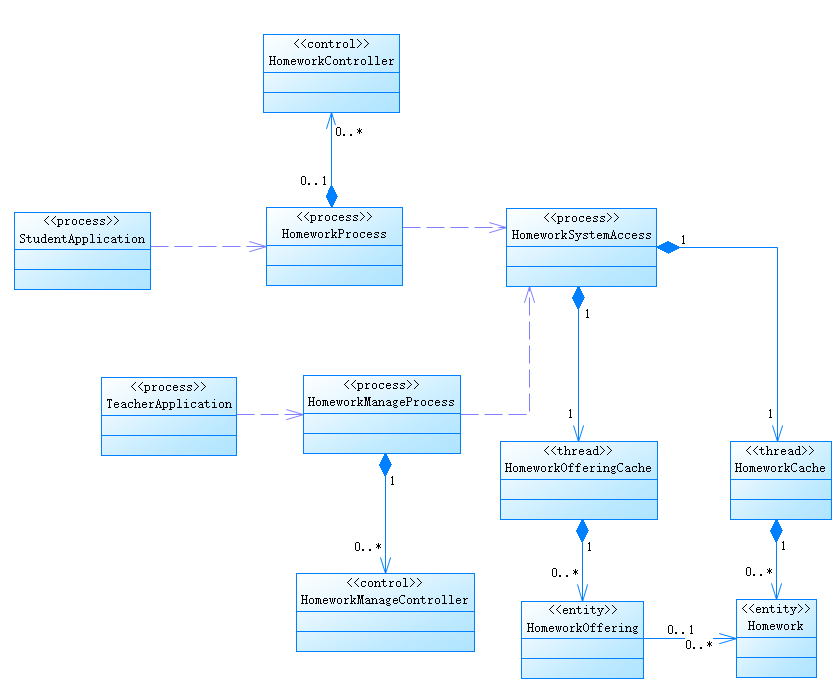 <<control>>
HomeworkController
0..*
0..1
<<process>>
StudentApplication
<<process>>
HomeworkProcess
<<process>>
HomeworkSystemAccess
1
1
<<process>>
TeacherApplication
<<process>>
HomeworkManageProcess
1
1
<<thread>>
HomeworkOfferingCache
<<thread>>
HomeworkCache
1
0..*
1
0..*
1
0..*
<<control>>
HomeworkManageController
<<entity>>
HomeworkOffering
0..1
0..*
<<entity>>
Homework